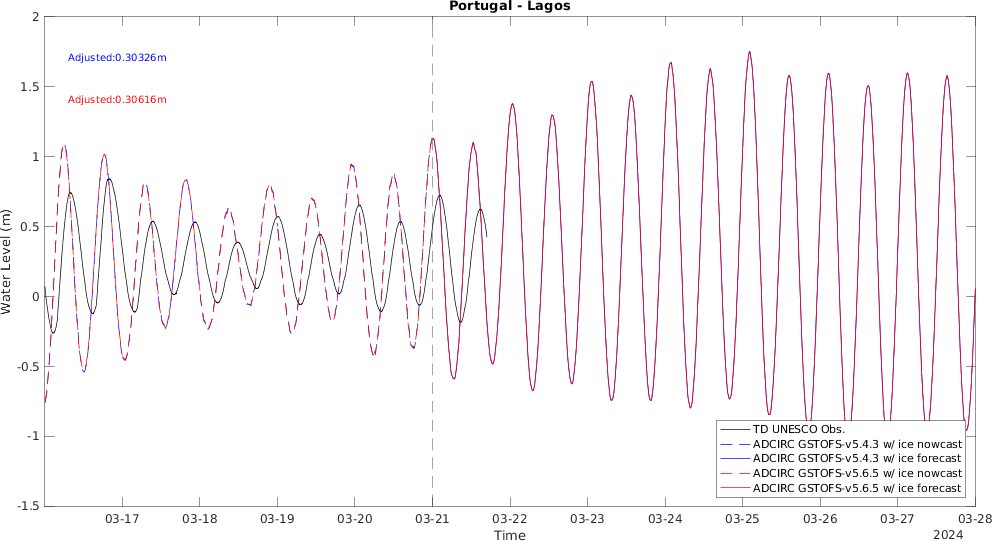 Portugal - Lagos
2
1.5
1
0.5
0
-0.5
-1
-1.5
Water Level (m)
Adjusted:0.30326m
Adjusted:0.30616m
TD UNESCO Obs.
ADCIRC GSTOFS-v5.4.3 w/ ice nowcast
ADCIRC GSTOFS-v5.4.3 w/ ice forecast
ADCIRC GSTOFS-v5.6.5 w/ ice nowcast
ADCIRC GSTOFS-v5.6.5 w/ ice forecast
03-17 03-18 03-19 03-20 03-21 03-22 03-23 03-24 03-25 03-26 03-27 03-28
Time
2024